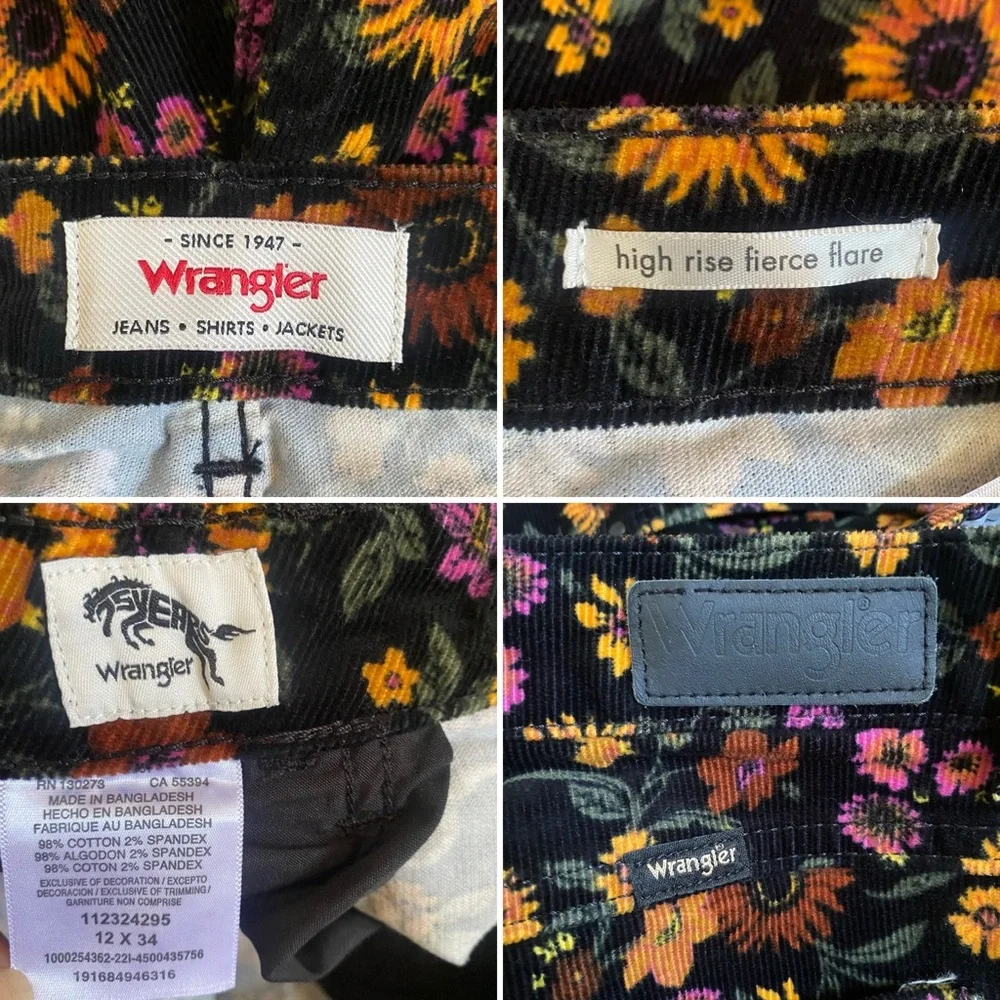 - SINCE 1947 -
Wrangler
JEANS • SHIRTS • JACKETS
high rise fierce flare
75 YEARS
Wrangler
RN 130273 CA 55394
MADE IN BANGLADESH
HECHO EN BANGLADESH
FABRIQUE AU BANGLADESH
98% COTTON 2% SPANDEX
98% ALGODON 2% SPANDEX
98% COTON 2% SPANDEX
EXCLUSIVE OF DECORATION / EXCEPTO
DECORACION / EXCLUSIVE OF TRIMMING /
GARNITURE NON COMPRISE
112324295
12 X 34
1000254362-22I-4500435756
191684946316
Wrangler®
Wrangler®